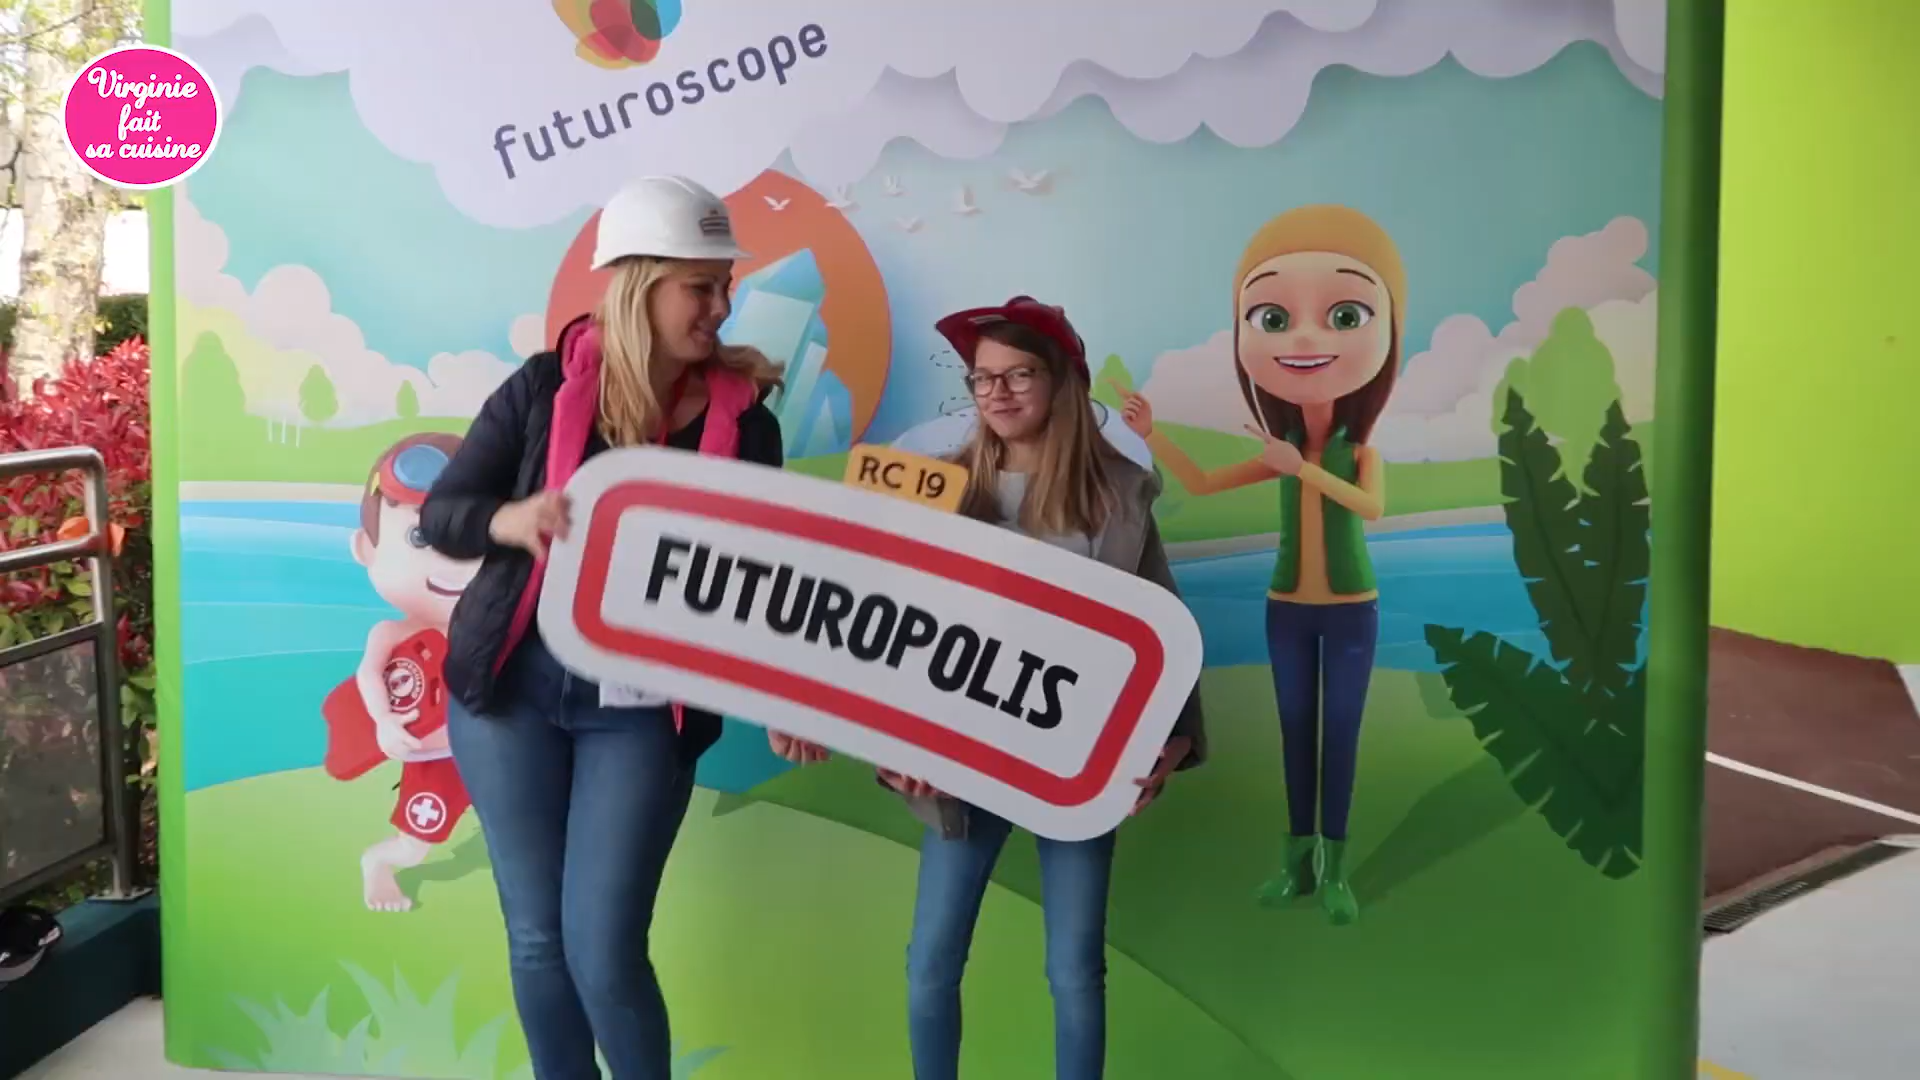 Virginie
fait
sa cuisine
futuroscope
RC 19
FUTUROPOLIS